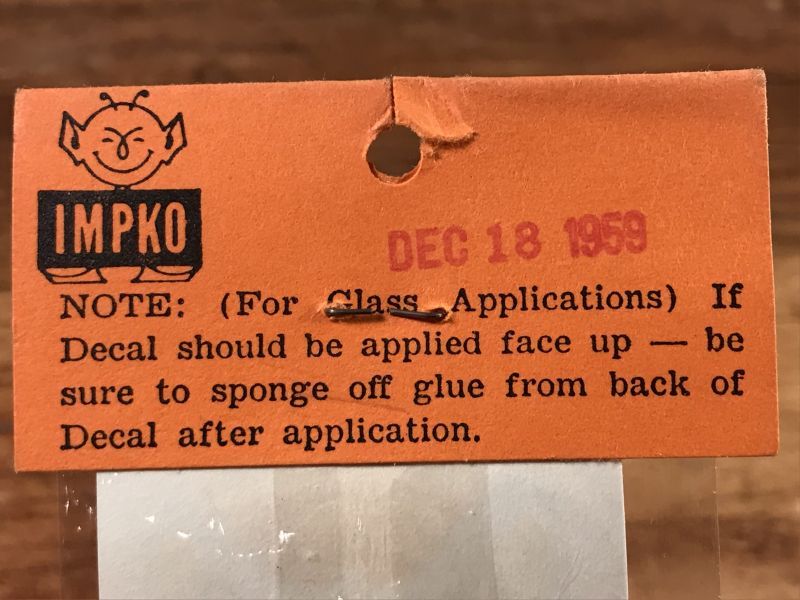 IMPKO
DEC 18 1959
NOTE: (For Glass Applications) If
Decal should be applied face up — be
sure to sponge off glue from back of
Decal after application.